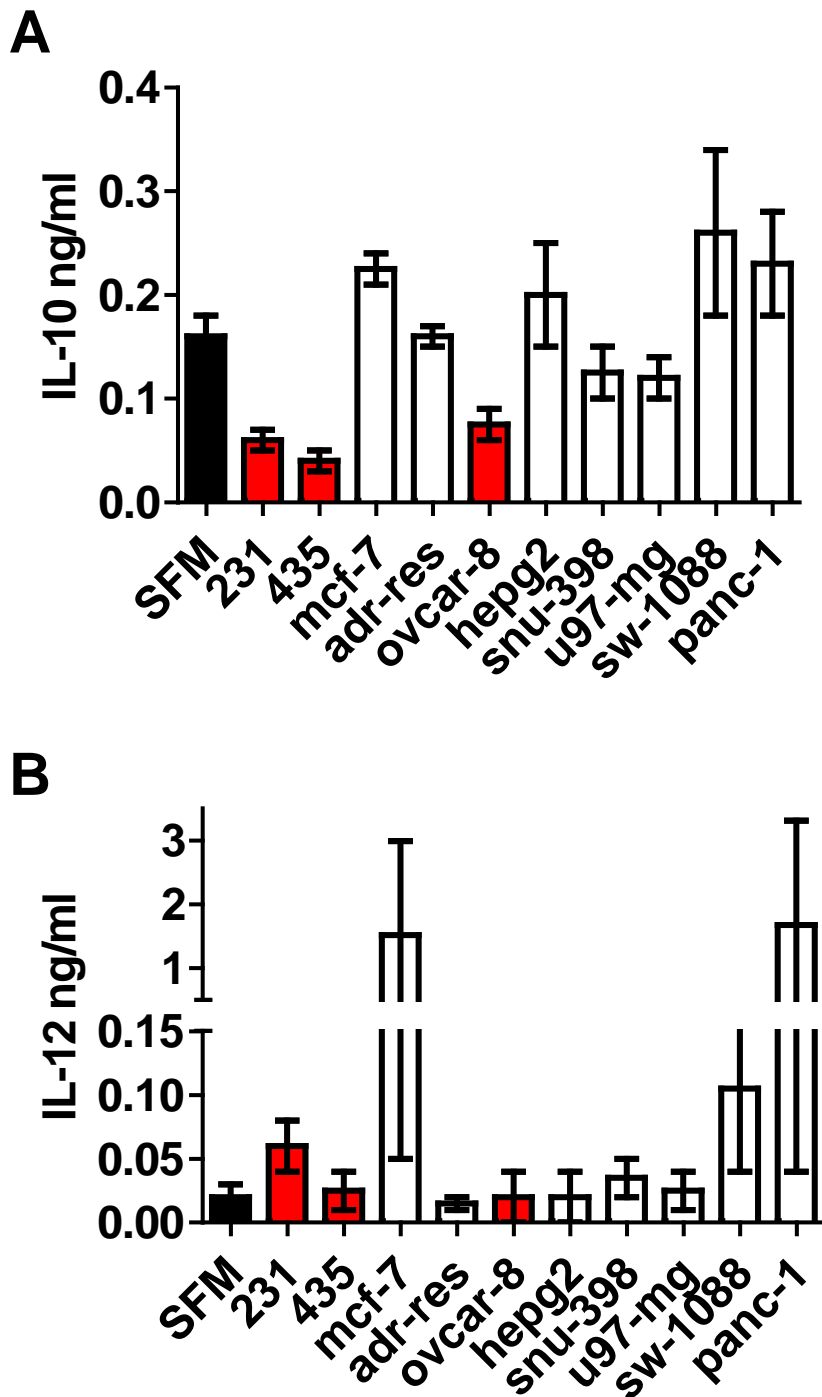 A
IL-10 ng/ml
0.4
0.3
0.2
0.1
0.0
SFM
231
435
mcf-7
adr-res
ovcar-8
hepg2
snu-398
u97-mg
sw-1088
panc-1
B
IL-12 ng/ml
3
2
1
0.15
0.10
0.05
0.00
SFM
231
435
mcf-7
adr-res
ovcar-8
hepg2
snu-398
u97-mg
sw-1088
panc-1